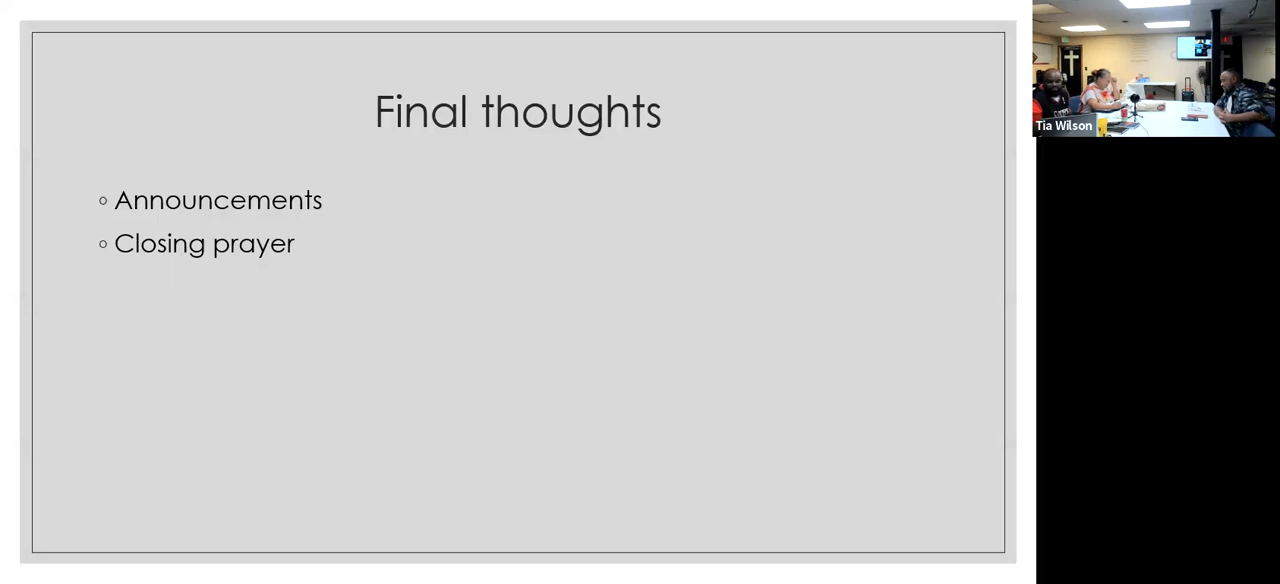 Final thoughts
Announcements
Closing prayer
Tia Wilson